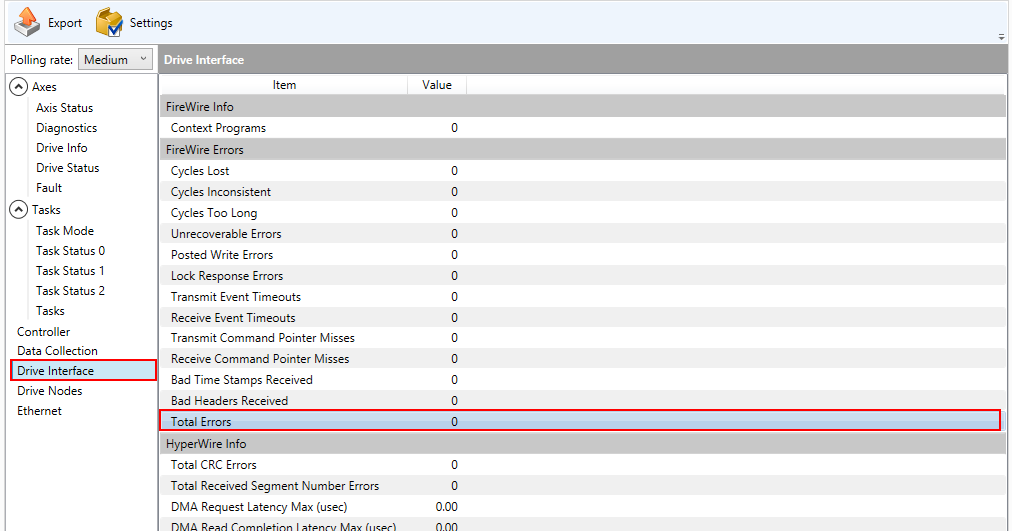 Export Settings
Polling rate: Medium
Axes
Axis Status
Diagnostics
Drive Info
Drive Status
Fault
Tasks
Task Mode
Task Status 0
Task Status 1
Task Status 2
Tasks
Controller
Data Collection
Drive Interface
Drive Nodes
Ethernet
Drive Interface
Item Value
FireWire Info
Context Programs 0
FireWire Errors
Cycles Lost 0
Cycles Inconsistent 0
Cycles Too Long 0
Unrecoverable Errors 0
Posted Write Errors 0
Lock Response Errors 0
Transmit Event Timeouts 0
Receive Event Timeouts 0
Transmit Command Pointer Misses 0
Receive Command Pointer Misses 0
Bad Time Stamps Received 0
Bad Headers Received 0
Total Errors 0
HyperWire Info
Total CRC Errors 0
Total Received Segment Number Errors 0
DMA Request Latency Max (usec) 0.00
DMA Read Completion Latency Max (usec) 0.00